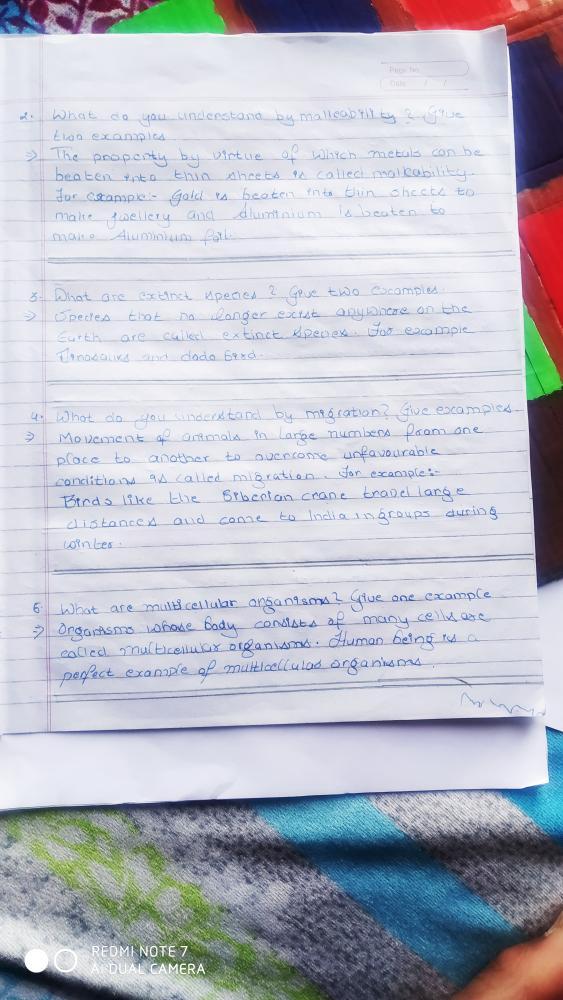 Page No.
Date / /
2. What do you understand by malleability? Give
two examples
⇒ The property by virtue of which metals can be
beaten into thin sheets is called malleability.
For example:- Gold is beaten into thin sheets to
make jwellery and Aluminium is beaten to
make Aluminium foil.
3. What are extinct species? Give two examples.
⇒ Species that no longer exist anywhere on the
Earth are called extinct species. For example
Dinosaurs and dodo bird.
4. What do you understand by migration? Give examples.
⇒ Movement of animals in large numbers from one
place to another to overcome unfavourable
conditions is called migration. For example:-
Birds like the Siberian crane travel large
distances and come to India in groups during
winter.
5. What are multicellular organisms? Give one example
⇒ Organisms whose body consists of many cells are
called multicellular organisms. Human being is a
perfect example of multicellular organisms.
REDMI NOTE 7
AI DUAL CAMERA